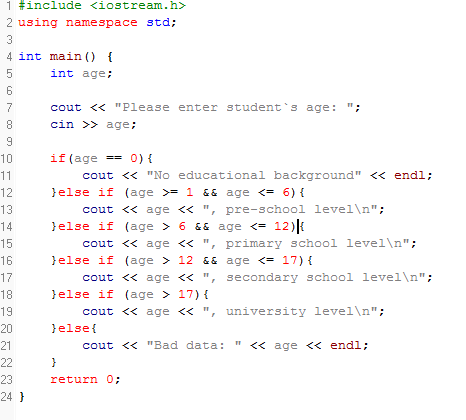 1 #include <iostream.h>
2 using namespace std;
3
4 int main() {
5     int age;
6
7     cout << "Please enter student`s age: ";
8     cin >> age;
9
10     if(age == 0){
11         cout << "No educational background" << endl;
12     }else if (age >= 1 && age <= 6){
13         cout << age << ", pre-school level\n";
14     }else if (age > 6 && age <= 12){
15         cout << age << ", primary school level\n";
16     }else if (age > 12 && age <= 17){
17         cout << age << ", secondary school level\n";
18     }else if (age > 17){
19         cout << age << ", university level\n";
20     }else{
21         cout << "Bad data: " << age << endl;
22     }
23     return 0;
24 }